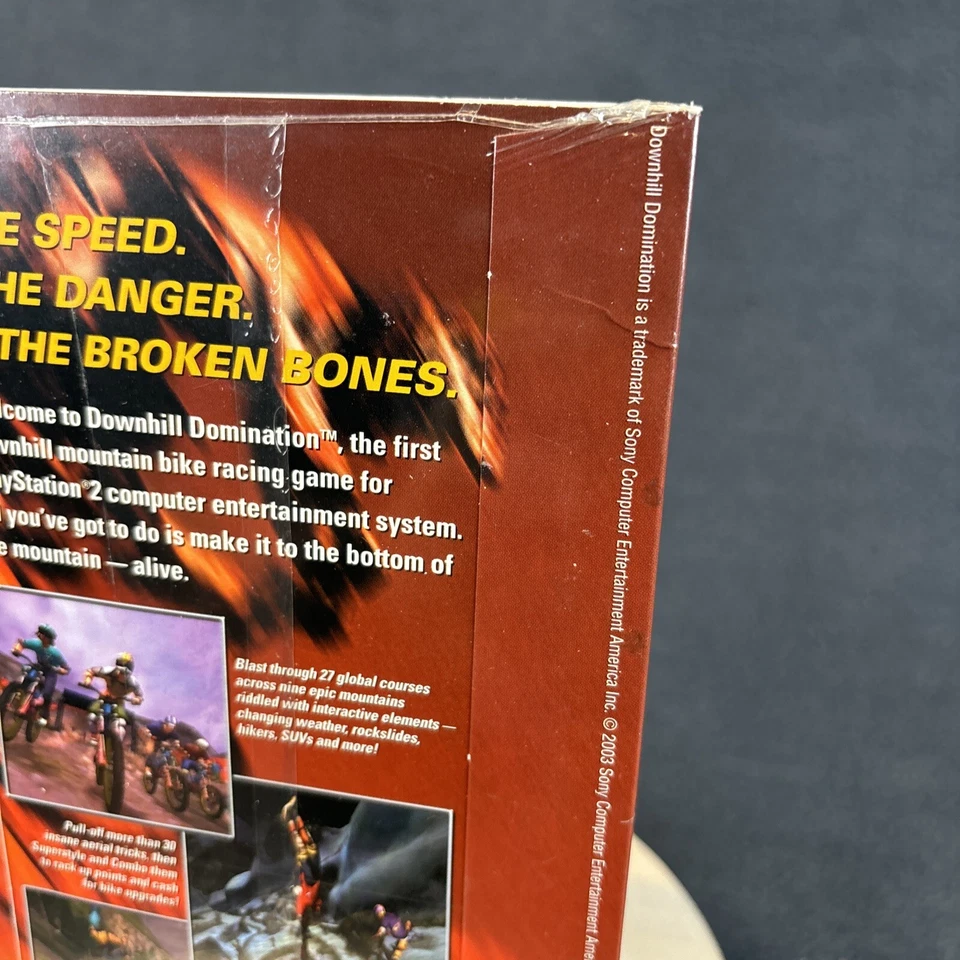 E SPEED.
HE DANGER.
THE BROKEN BONES.
lcome to Downhill Domination™, the first
wnhill mountain bike racing game for
yStation®2 computer entertainment system.
you've got to do is make it to the bottom of
e mountain — alive.
Blast through 27 global courses
across nine epic mountains
riddled with interactive elements —
changing weather, rockslides,
hikers, SUVs and more!
Pull-off more than 30
insane aerial tricks, then
Superstyle and Combo them
to rack up points and cash
for bike upgrades!
Downhill Domination is a trademark of Sony Computer Entertainment America Inc. © 2003 Sony Computer Entertainment Ame